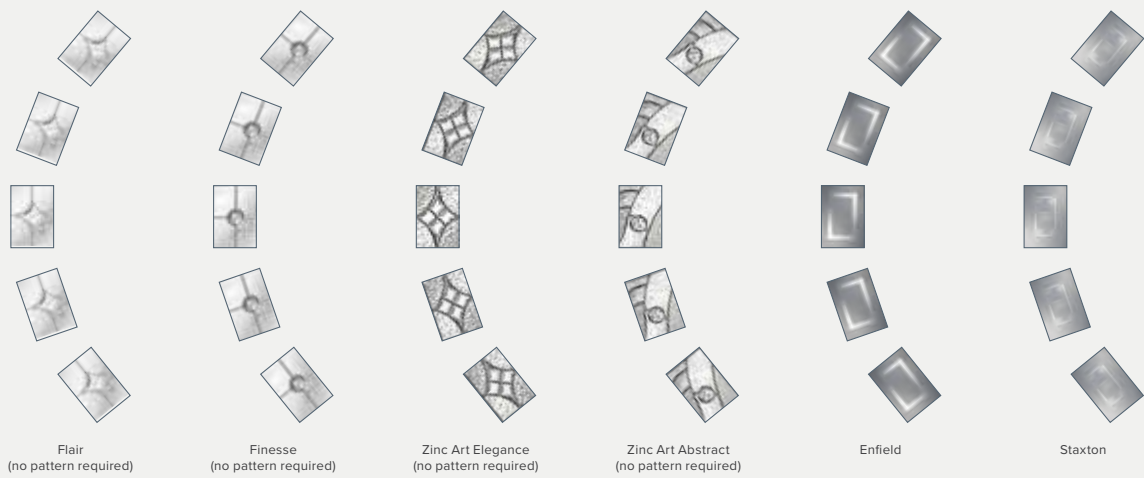 Flair
(no pattern required)
Finesse
(no pattern required)
Zinc Art Elegance
(no pattern required)
Zinc Art Abstract
(no pattern required)
Enfield
Staxton